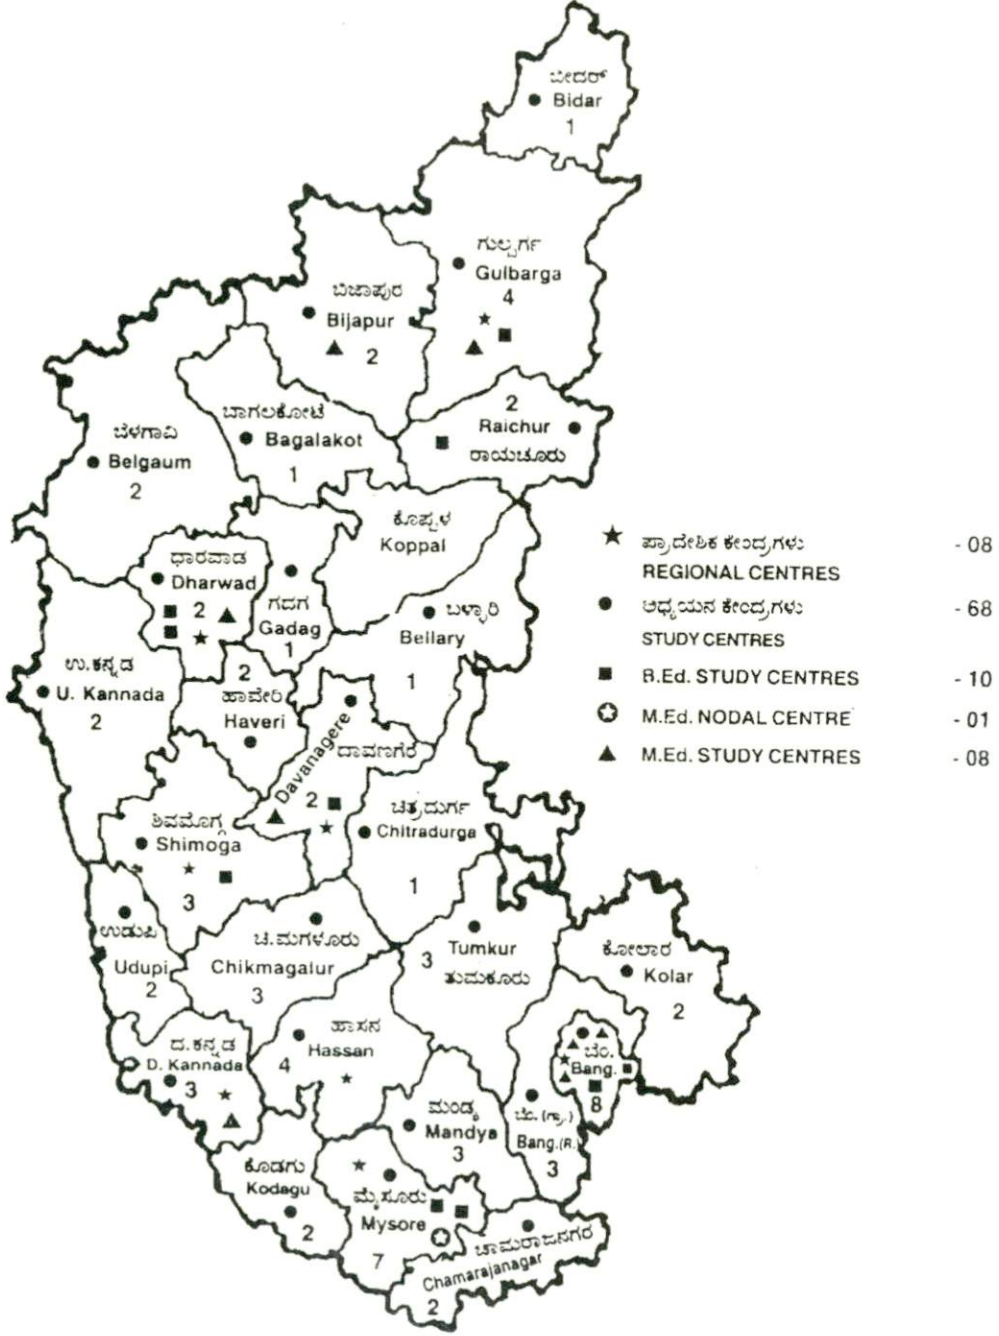 ಬೀದರ್
Bidar
1
ಗುಲ್ಬರ್ಗ
Gulbarga
4
ಬಿಜಾಪುರ
Bijapur
2
2
Raichur
ರಾಯಚೂರು
ಬಾಗಲಕೋಟೆ
Bagalakot
1
ಬೆಳಗಾವಿ
Belgaum
2
ಕೊಪ್ಪಳ
Koppal
ಧಾರವಾಡ
Dharwad
2
ಗದಗ
Gadag
1
ಬಳ್ಳಾರಿ
Bellary
1
ಉ.ಕನ್ನಡ
U. Kannada
2
2
ಹಾವೇರಿ
Haveri
ದಾವಣಗೆರೆ
Davanagere
2
ಚಿತ್ರದುರ್ಗ
Chitradurga
1
ಶಿವಮೊಗ್ಗ
Shimoga
3
ಉಡುಪಿ
Udupi
2
ಚಿ.ಮಗಳೂರು
Chikmagalur
3
3
Tumkur
ತುಮಕೂರು
ಕೋಲಾರ
Kolar
2
ಹಾಸನ
Hassan
4
ದ.ಕನ್ನಡ
D. Kannada
3
ಬೆಂ.
Bang.
8
ಬೆಂ. (ಗ್ರಾ.)
Bang.(R.)
3
ಮಂಡ್ಯ
Mandya
3
ಕೊಡಗು
Kodagu
2
ಮೈಸೂರು
Mysore
7
ಚಾಮರಾಜನಗರ
Chamarajanagar
2
ಪ್ರಾದೇಶಿಕ ಕೇಂದ್ರಗಳು - 08
REGIONAL CENTRES
ಅಧ್ಯಯನ ಕೇಂದ್ರಗಳು - 68
STUDY CENTRES
B.Ed. STUDY CENTRES - 10
M.Ed. NODAL CENTRE - 01
M.Ed. STUDY CENTRES - 08